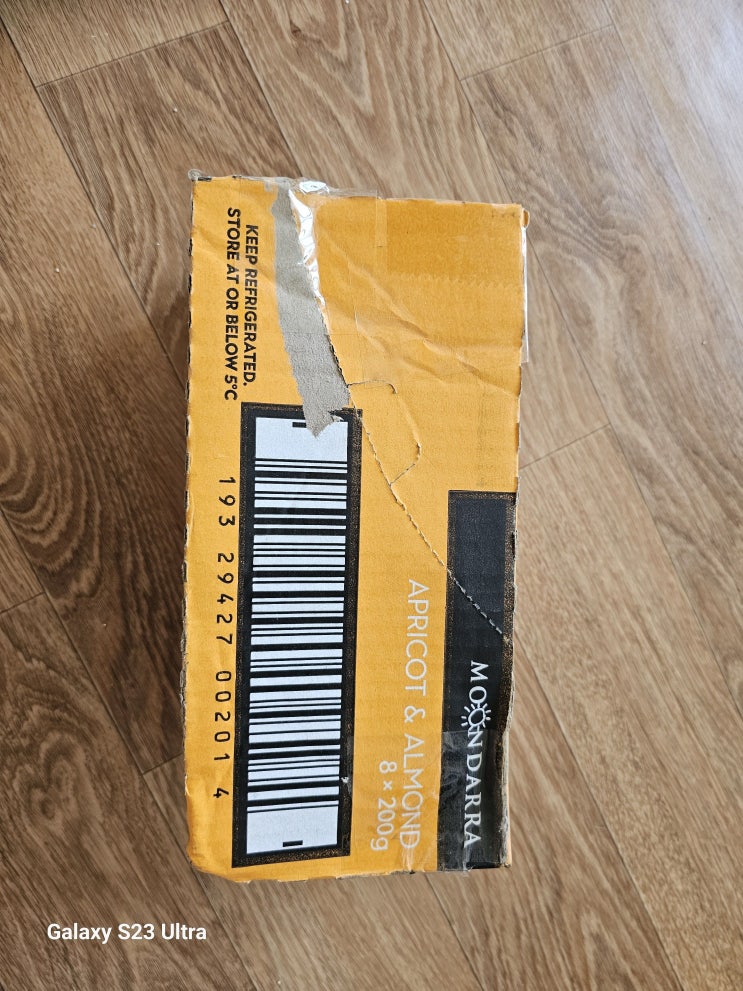 MOONDARRA
APRICOT & ALMOND
8 × 200g
KEEP REFRIGERATED.
STORE AT OR BELOW 5°C
193 29427 00201 4
Galaxy S23 Ultra